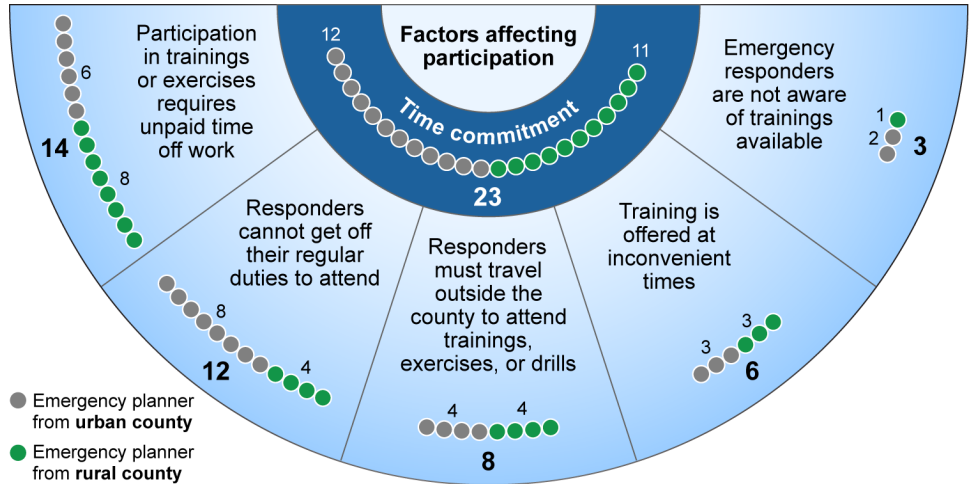 Factors affecting
participation
12
11
Time commitment
23
Participation
in trainings
or exercises
requires
unpaid time
off work
6
8
14
Responders
cannot get off
their regular
duties to attend
8
4
12
Responders
must travel
outside the
county to attend
trainings,
exercises, or drills
4
4
8
Training is
offered at
inconvenient
times
3
3
6
Emergency
responders
are not aware
of trainings
available
1
2
3
Emergency planner
from urban county
Emergency planner
from rural county